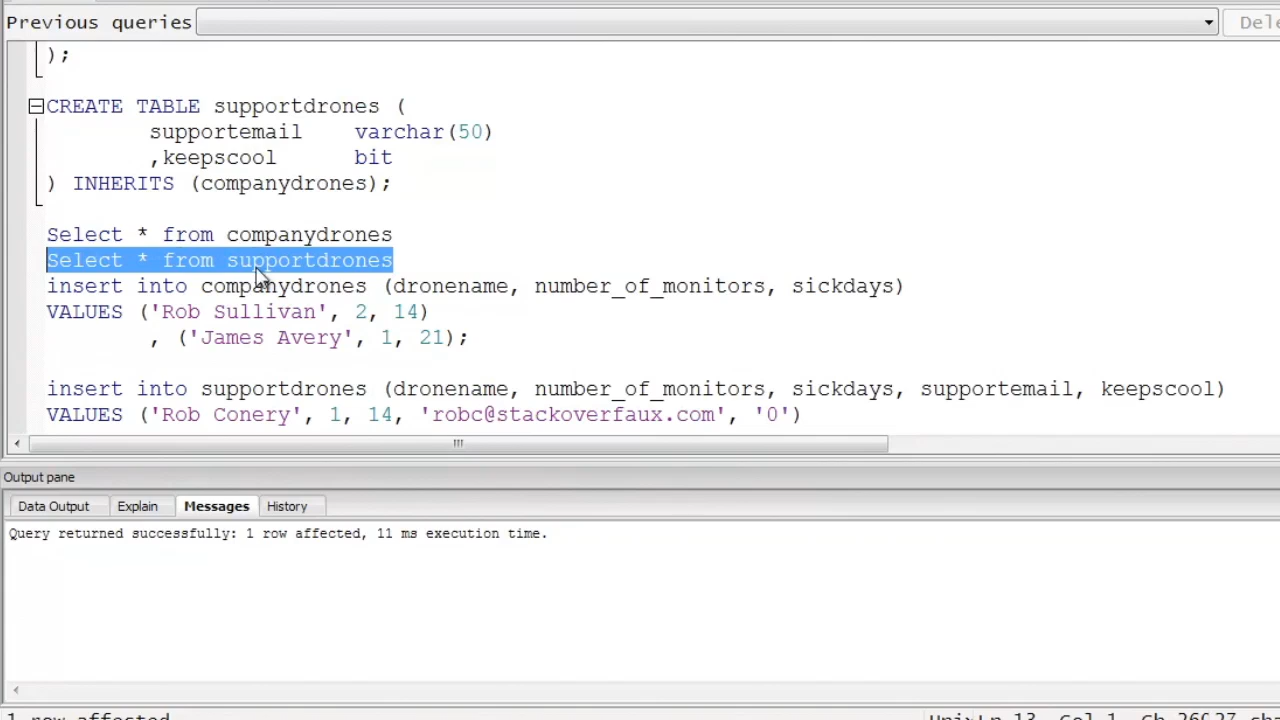 Previous queries
Dele
);
CREATE TABLE supportdrones (
supportemail varchar(50)
,keepscool bit
) INHERITS (companydrones);
Select * from companydrones
Select * from supportdrones
insert into companydrones (dronename, number_of_monitors, sickdays)
VALUES ('Rob Sullivan', 2, 14)
, ('James Avery', 1, 21);
insert into supportdrones (dronename, number_of_monitors, sickdays, supportemail, keepscool)
VALUES ('Rob Conery', 1, 14, 'robc@stackoverfaux.com', '0')
Output pane
Data Output Explain Messages History
Query returned successfully: 1 row affected, 11 ms execution time.
1 row affected